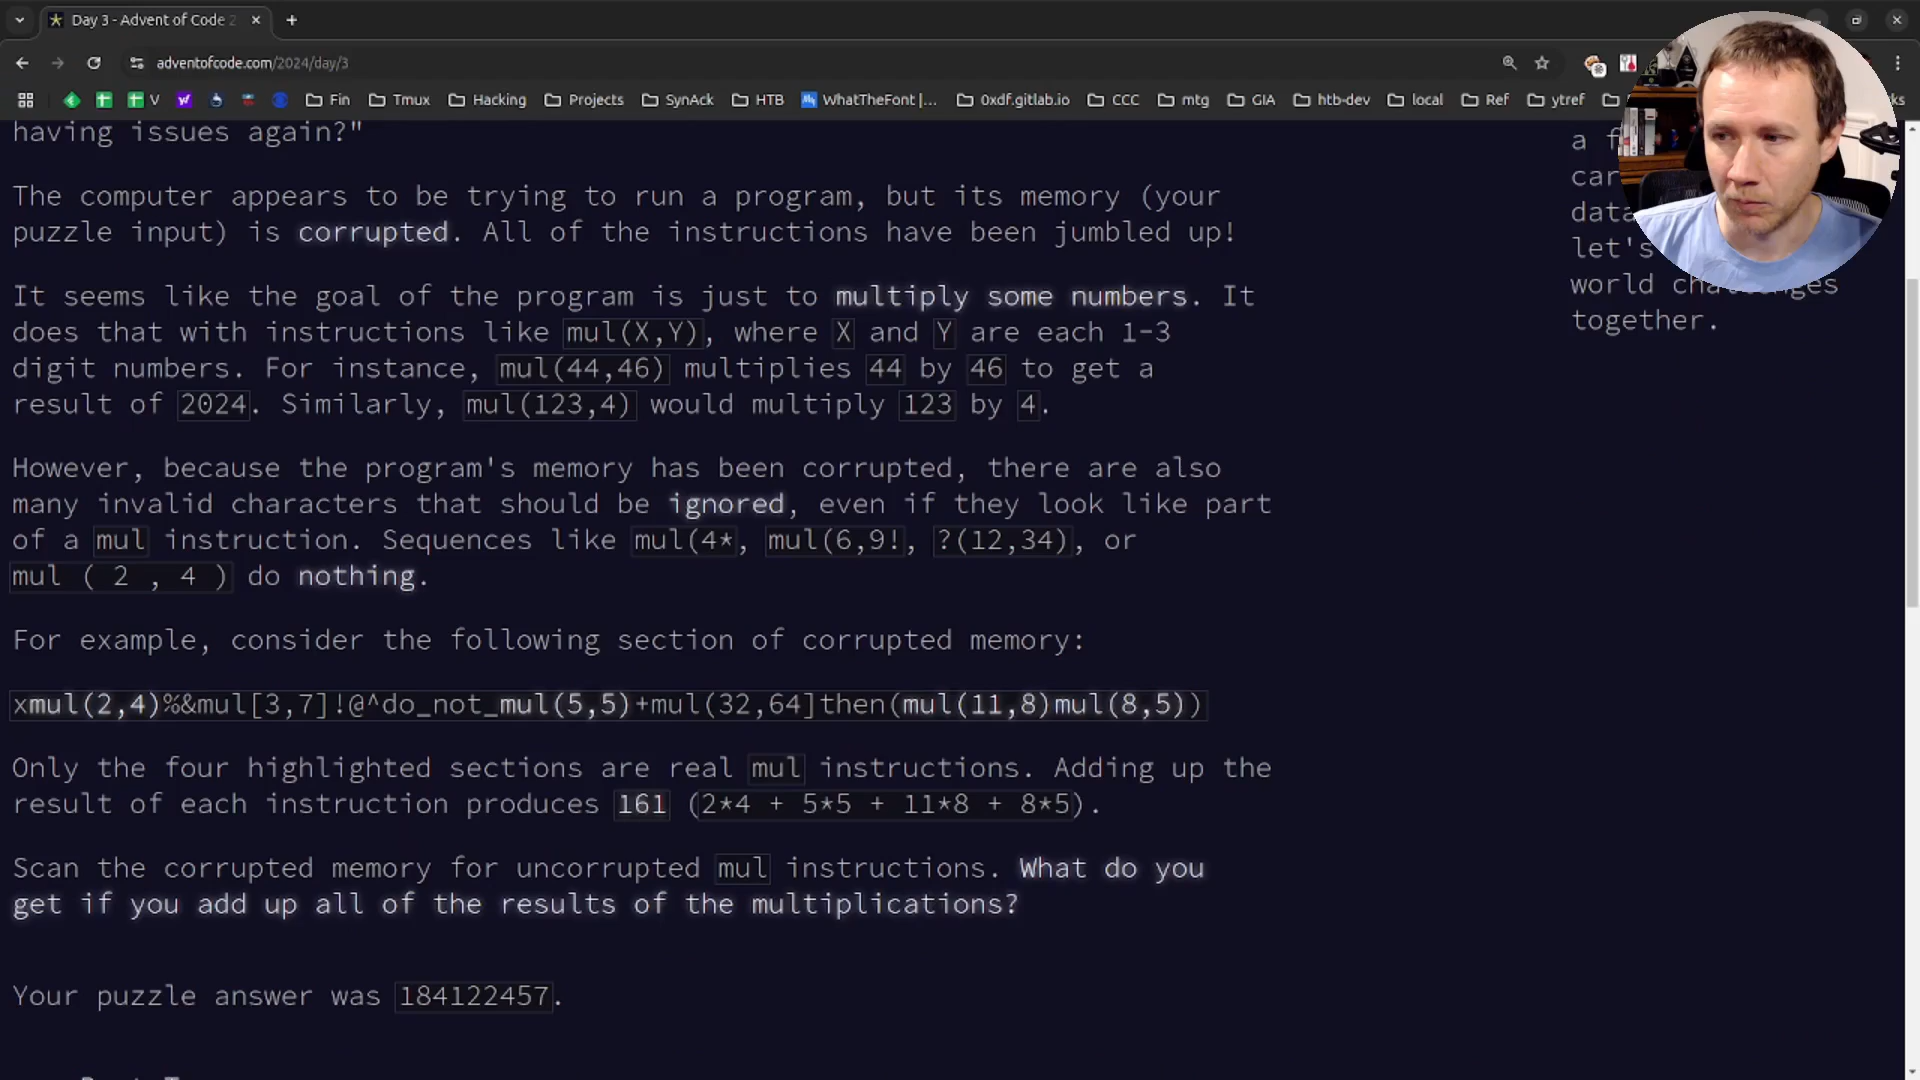 Day 3 - Advent of Code 2
adventofcode.com/2024/day/3
V
Fin
Tmux
Hacking
Projects
SynAck
HTB
WhatTheFont |...
0xdf.gitlab.io
CCC
mtg
GIA
htb-dev
local
Ref
ytref
having issues again?"
The computer appears to be trying to run a program, but its memory (your
puzzle input) is corrupted. All of the instructions have been jumbled up!
It seems like the goal of the program is just to multiply some numbers. It
does that with instructions like mul(X,Y), where X and Y are each 1-3
digit numbers. For instance, mul(44,46) multiplies 44 by 46 to get a
result of 2024. Similarly, mul(123,4) would multiply 123 by 4.
However, because the program's memory has been corrupted, there are also
many invalid characters that should be ignored, even if they look like part
of a mul instruction. Sequences like mul(4*, mul(6,9!, ?(12,34), or
mul ( 2 , 4 ) do nothing.
For example, consider the following section of corrupted memory:
xmul(2,4)%&mul[3,7]!@^do_not_mul(5,5)+mul(32,64]then(mul(11,8)mul(8,5))
Only the four highlighted sections are real mul instructions. Adding up the
result of each instruction produces 161 (2*4 + 5*5 + 11*8 + 8*5).
Scan the corrupted memory for uncorrupted mul instructions. What do you
get if you add up all of the results of the multiplications?
Your puzzle answer was 184122457.
a f
car
data
let's
world challenges
together.